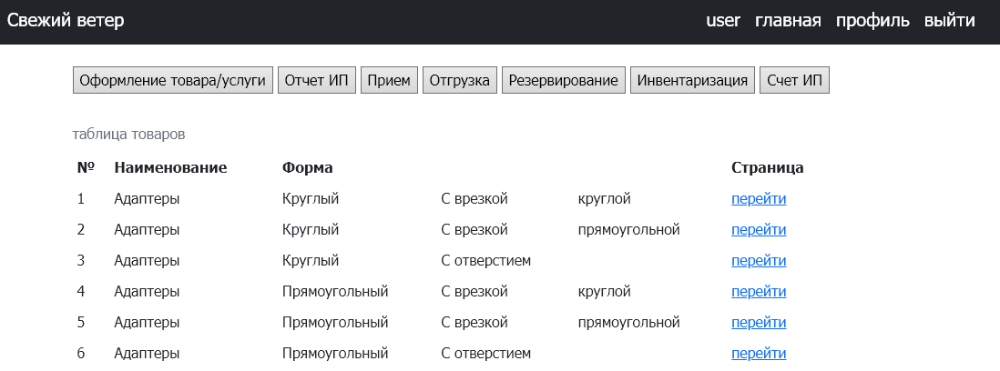 Свежий ветер user главная профиль выйти
Оформление товара/услуги Отчет ИП Прием Отгрузка Резервирование Инвентаризация Счет ИП
таблица товаров
№ Наименование Форма Страница
1 Адаптеры Круглый С врезкой круглой перейти
2 Адаптеры Круглый С врезкой прямоугольной перейти
3 Адаптеры Круглый С отверстием перейти
4 Адаптеры Прямоугольный С врезкой круглой перейти
5 Адаптеры Прямоугольный С врезкой прямоугольной перейти
6 Адаптеры Прямоугольный С отверстием перейти